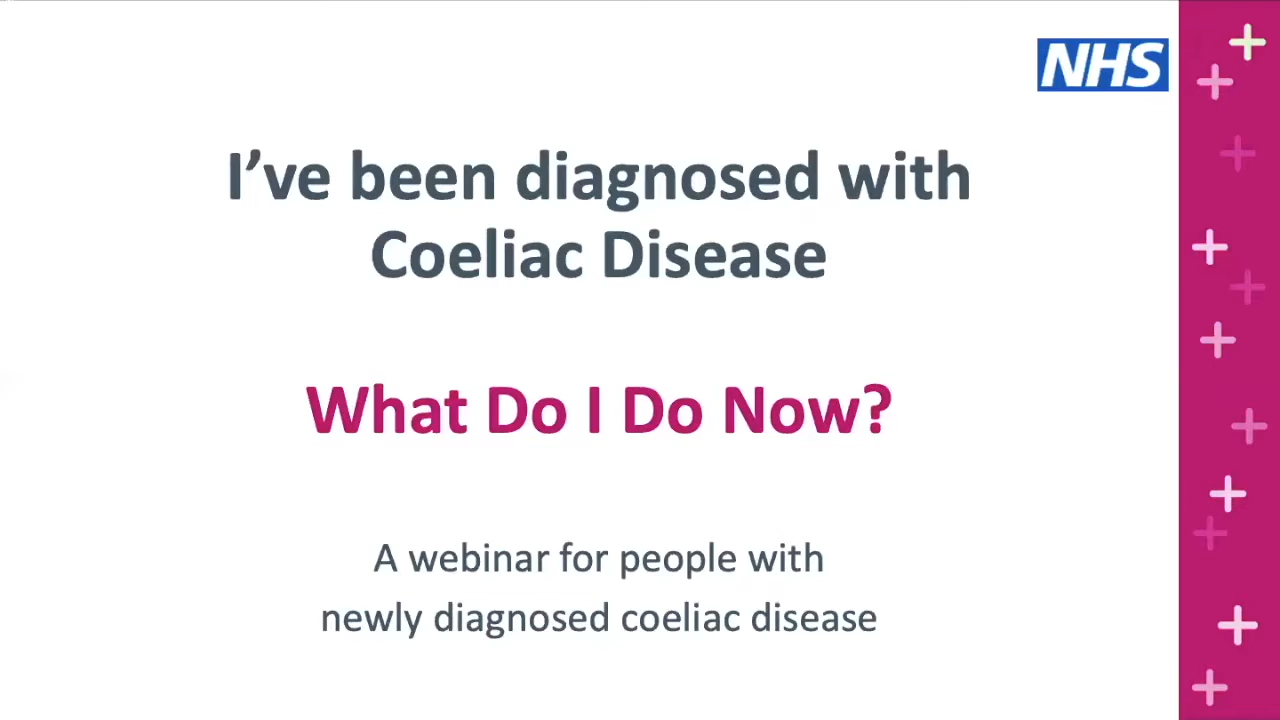 NHS
I’ve been diagnosed with
Coeliac Disease
What Do I Do Now?
A webinar for people with
newly diagnosed coeliac disease